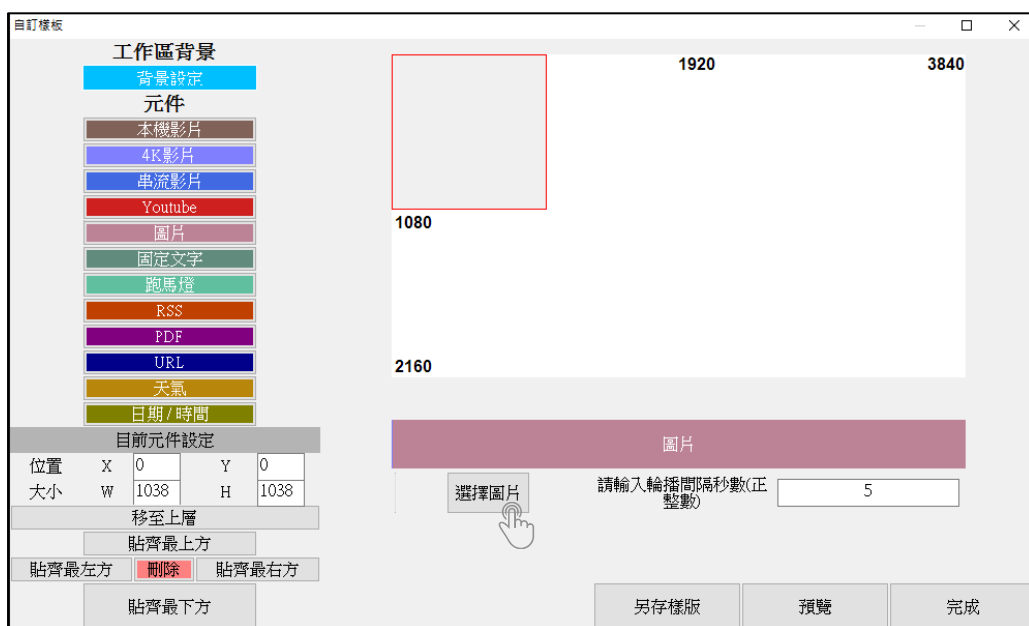 自訂樣板
工作區背景
背景設定
元件
本機影片
4K影片
串流影片
Youtube
圖片
固定文字
跑馬燈
RSS
PDF
URL
天氣
日期/時間
目前元件設定
位置 X 0 Y 0
大小 W 1038 H 1038
移至上層
貼齊最上方
貼齊最左方 刪除 貼齊最右方
貼齊最下方
1920 3840
1080
2160
圖片
選擇圖片 請輸入輪播間隔秒數(正
整數) 5
另存樣版 預覽 完成